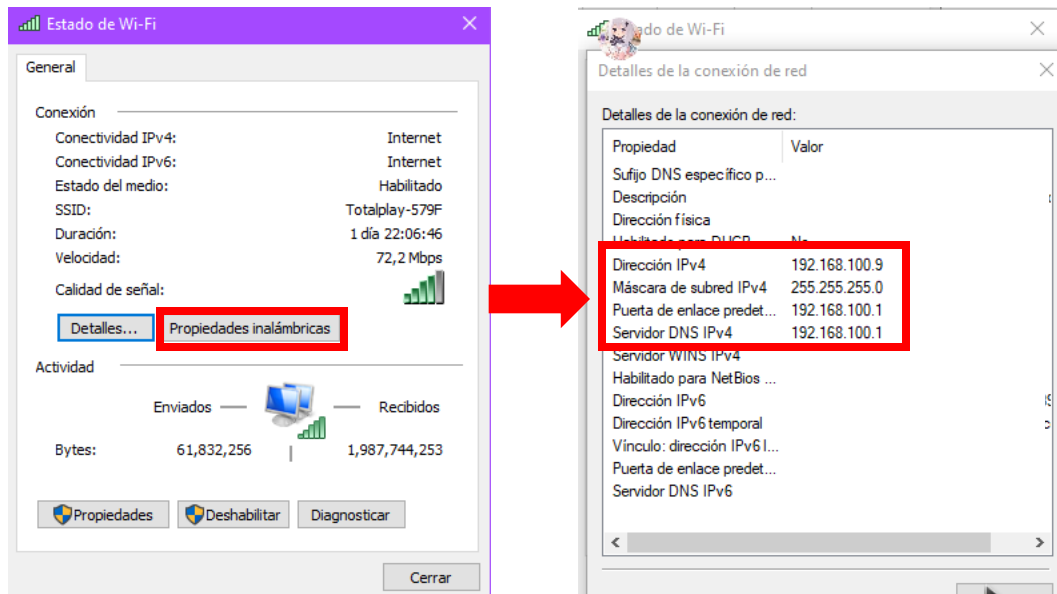 Estado de Wi-Fi
General
Conexión
Conectividad IPv4: Internet
Conectividad IPv6: Internet
Estado del medio: Habilitado
SSID: Totalplay-579F
Duración: 1 día 22:06:46
Velocidad: 72,2 Mbps
Calidad de señal:
Detalles... Propiedades inalámbricas
Actividad
Enviados Recibidos
Bytes: 61,832,256 1,987,744,253
Propiedades Deshabilitar Diagnosticar
Cerrar
ado de Wi-Fi
Detalles de la conexión de red
Detalles de la conexión de red:
Propiedad Valor
Sufijo DNS específico p...
Descripción
Dirección física
Habilitado para DHCP No
Dirección IPv4 192.168.100.9
Máscara de subred IPv4 255.255.255.0
Puerta de enlace predet... 192.168.100.1
Servidor DNS IPv4 192.168.100.1
Servidor WINS IPv4
Habilitado para NetBios ...
Dirección IPv6
Dirección IPv6 temporal
Vínculo: dirección IPv6 l...
Puerta de enlace predet...
Servidor DNS IPv6